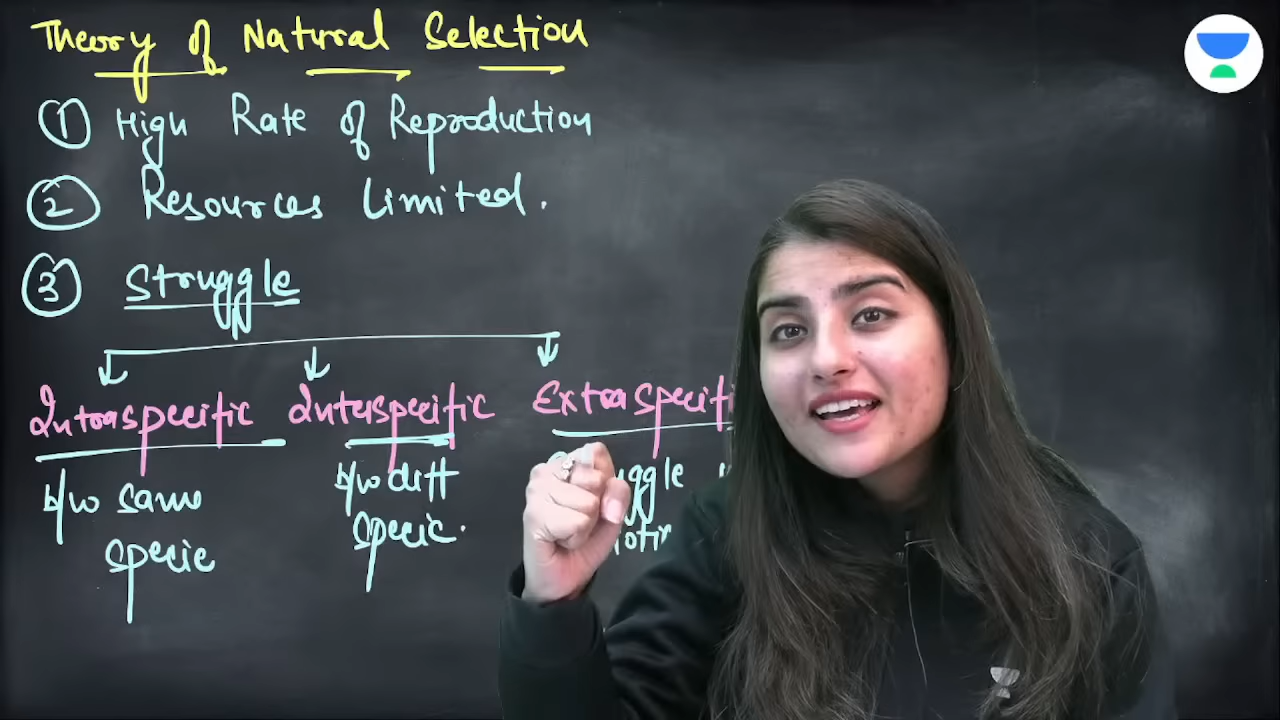 Theory of Natural Selection
① High Rate of Reproduction
② Resources Limited.
③ Struggle
Intraspecific Interspecific Extraspecifi
b/w same specie
b/w diff specie.